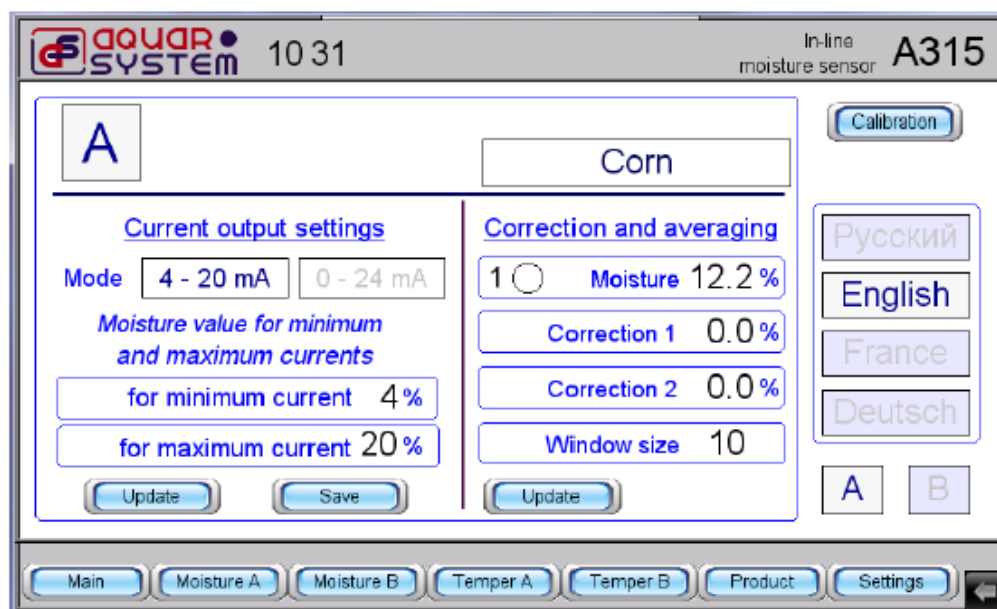 aQUaR SYSTEM
10 31
In-line
moisture sensor
A315
A
Corn
Calibration
Current output settings
Mode 4 - 20 mA 0 - 24 mA
Moisture value for minimum
and maximum currents
for minimum current 4 %
for maximum current 20 %
Update Save
Correction and averaging
1 Moisture 12.2 %
Correction 1 0.0 %
Correction 2 0.0 %
Window size 10
Update
Русский
English
France
Deutsch
A B
Main Moisture A Moisture B Temper A Temper B Product Settings